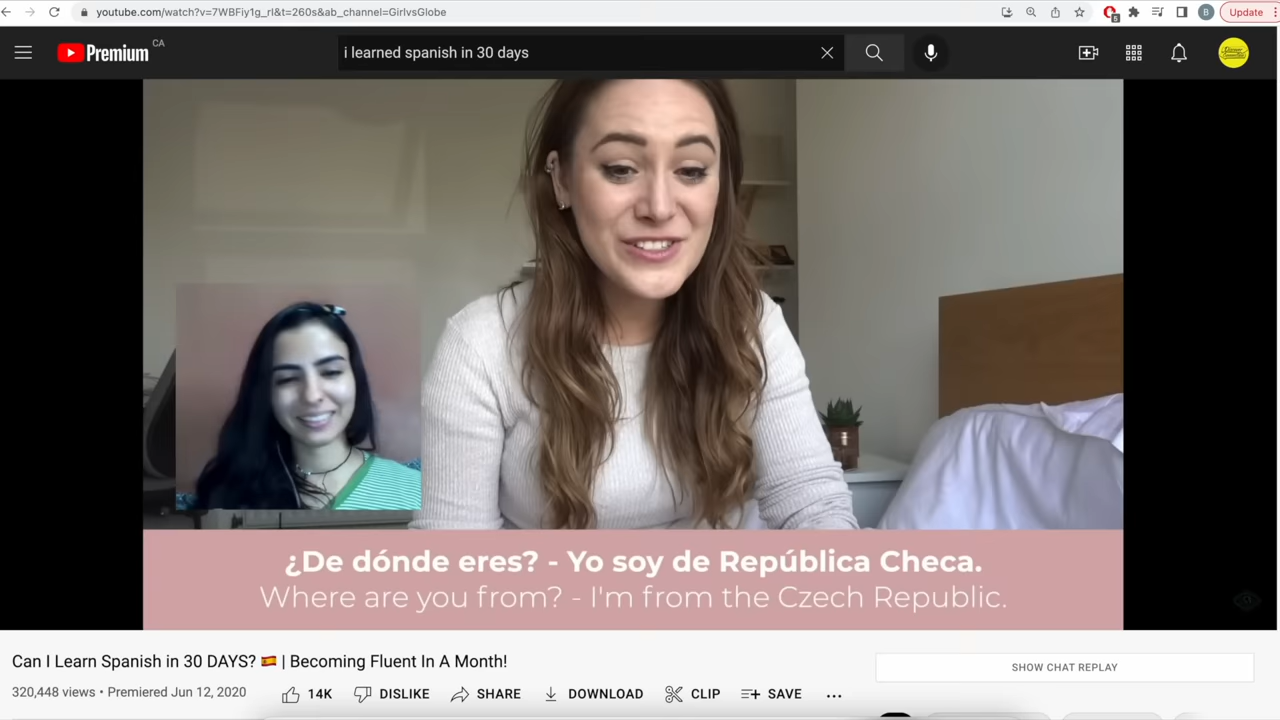 youtube.com/watch?v=7WBFiy1g_rI&t=260s&ab_channel=GirlvsGlobe
5
B
Update
Premium
CA
i learned spanish in 30 days
¿De dónde eres? - Yo soy de República Checa.
Where are you from? - I'm from the Czech Republic.
Can I Learn Spanish in 30 DAYS? 🇪🇸 | Becoming Fluent In A Month!
SHOW CHAT REPLAY
320,448 views • Premiered Jun 12, 2020
14K
DISLIKE
SHARE
DOWNLOAD
CLIP
SAVE